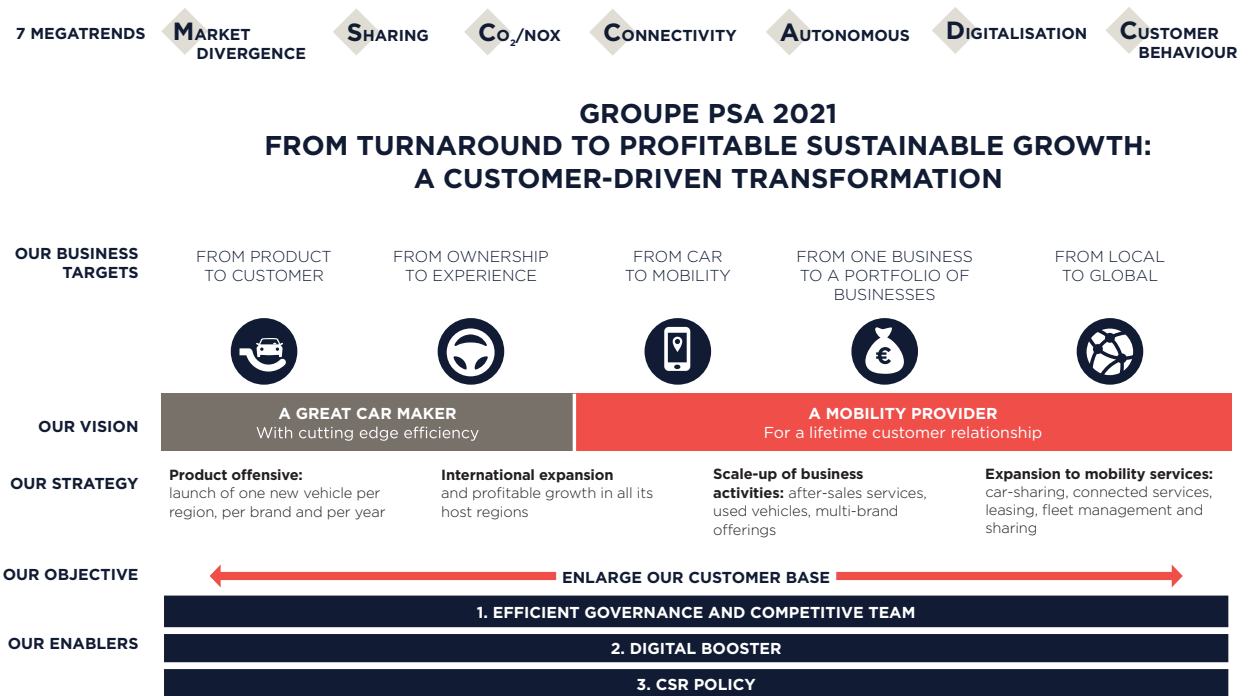 7 MEGATRENDS
MARKET
DIVERGENCE
SHARING
CO₂/NOX
CONNECTIVITY
AUTONOMOUS
DIGITALISATION
CUSTOMER
BEHAVIOUR
GROUPE PSA 2021
FROM TURNAROUND TO PROFITABLE SUSTAINABLE GROWTH:
A CUSTOMER-DRIVEN TRANSFORMATION
OUR BUSINESS
TARGETS
FROM PRODUCT
TO CUSTOMER
FROM OWNERSHIP
TO EXPERIENCE
FROM CAR
TO MOBILITY
FROM ONE BUSINESS
TO A PORTFOLIO OF
BUSINESSES
FROM LOCAL
TO GLOBAL
€
OUR VISION
A GREAT CAR MAKER
With cutting edge efficiency
A MOBILITY PROVIDER
For a lifetime customer relationship
OUR STRATEGY
Product offensive:
launch of one new vehicle per
region, per brand and per year
International expansion
and profitable growth in all its
host regions
Scale-up of business
activities: after-sales services,
used vehicles, multi-brand
offerings
Expansion to mobility services:
car-sharing, connected services,
leasing, fleet management and
sharing
OUR OBJECTIVE
ENLARGE OUR CUSTOMER BASE
OUR ENABLERS
1. EFFICIENT GOVERNANCE AND COMPETITIVE TEAM
2. DIGITAL BOOSTER
3. CSR POLICY